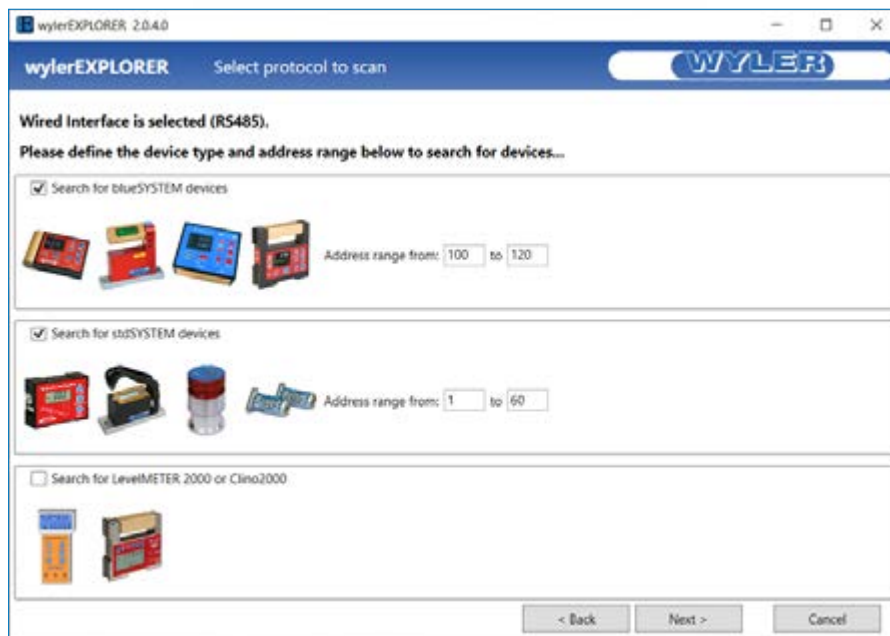 wylerEXPLORER 2.0.4.0
wylerEXPLORER Select protocol to scan WYLER
Wired Interface is selected (RS485).
Please define the device type and address range below to search for devices...
Search for blueSYSTEM devices
Address range from: 100 to 120
Search for stdSYSTEM devices
Address range from: 1 to 60
Search for LevelMETER 2000 or Clino2000
< Back Next > Cancel